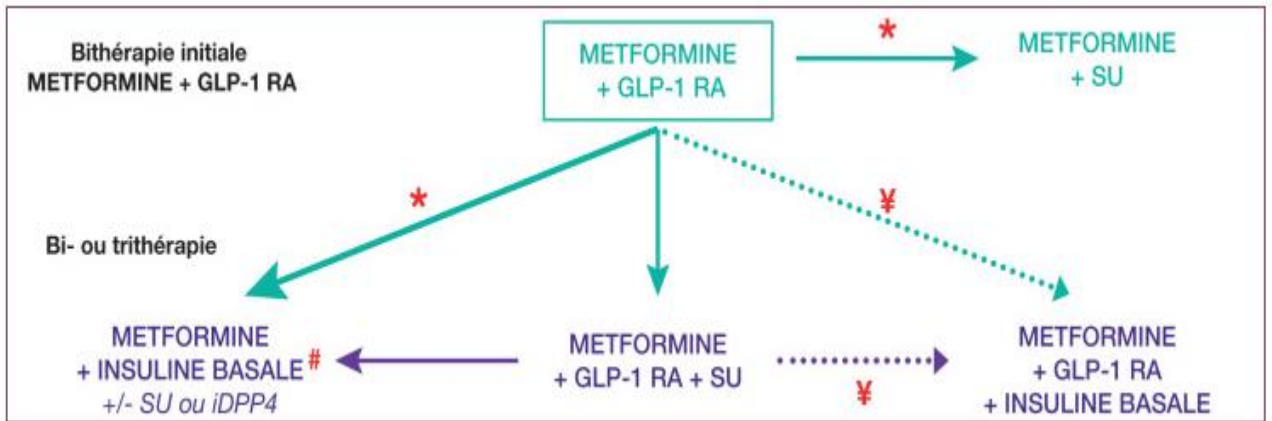 Bithérapie initiale
METFORMINE + GLP-1 RA
METFORMINE
+ GLP-1 RA
*
METFORMINE
+ SU
*
¥
Bi- ou trithérapie
METFORMINE
+ INSULINE BASALE #
+/- SU ou iDPP4
METFORMINE
+ GLP-1 RA + SU
¥
METFORMINE
+ GLP-1 RA
+ INSULINE BASALE